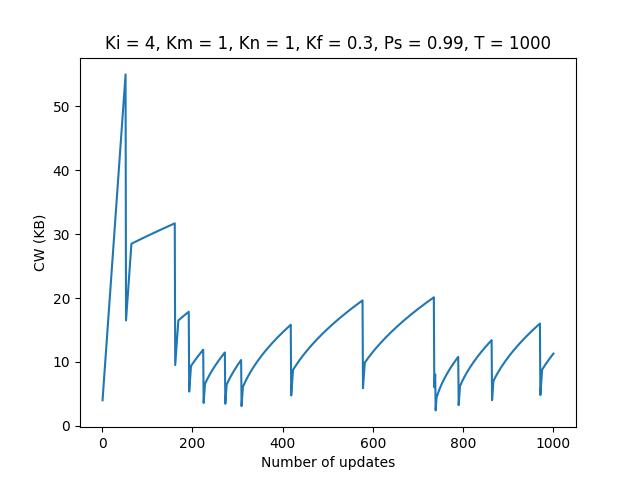 Ki = 4, Km = 1, Kn = 1, Kf = 0.3, Ps = 0.99, T = 1000
50
40
30
20
10
0
CW (KB)
0 200 400 600 800 1000
Number of updates